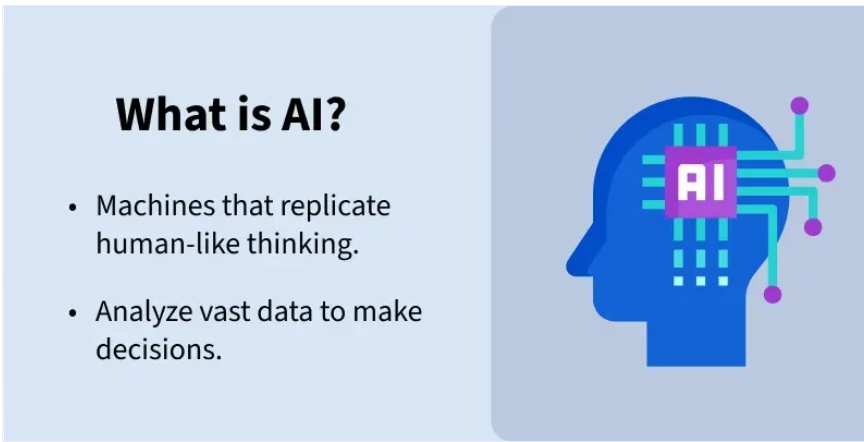 What is AI?
• Machines that replicate
human-like thinking.
• Analyze vast data to make
decisions.
AI